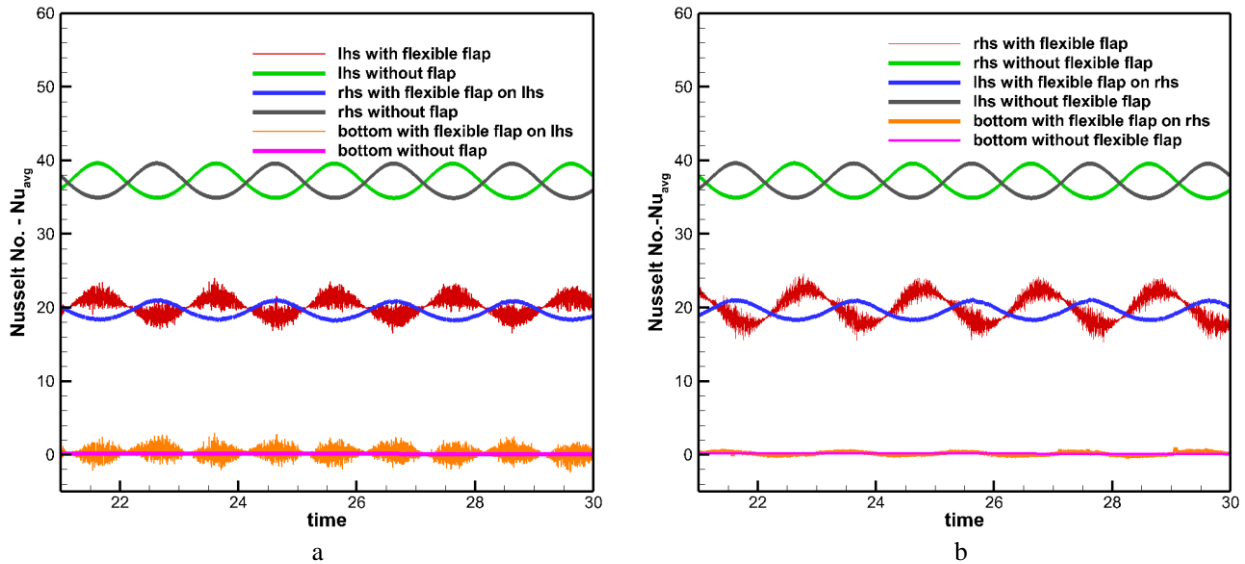 60
50
40
30
20
10
0
Nusselt No. - Nu_avg
lhs with flexible flap
lhs without flap
rhs with flexible flap on lhs
rhs without flap
bottom with flexible flap on lhs
bottom without flap
22 24 26 28 30
time
a
60
50
40
30
20
10
0
Nusselt No.-Nu_avg
rhs with flexible flap
rhs without flexible flap
lhs with flexible flap on rhs
lhs without flexible flap
bottom with flexible flap on rhs
bottom without flexible flap
22 24 26 28 30
time
b